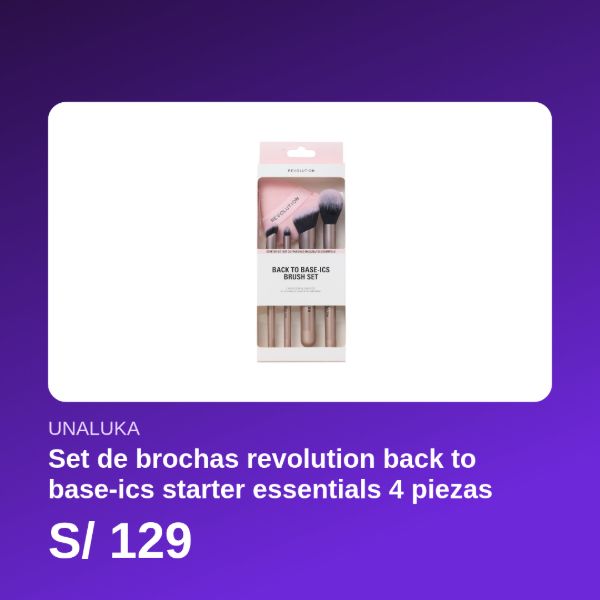 REVOLUTION
REVOLUTION
BACK TO BASE-ICS
BRUSH SET
UNALUKA
Set de brochas revolution back to
base-ics starter essentials 4 piezas
S/ 129